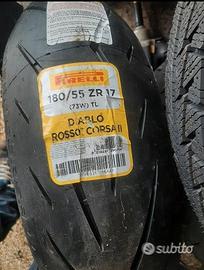 PIRELLI
180/55 ZR 17
(73W) TL
DIABLO
ROSSO CORSA II
subito